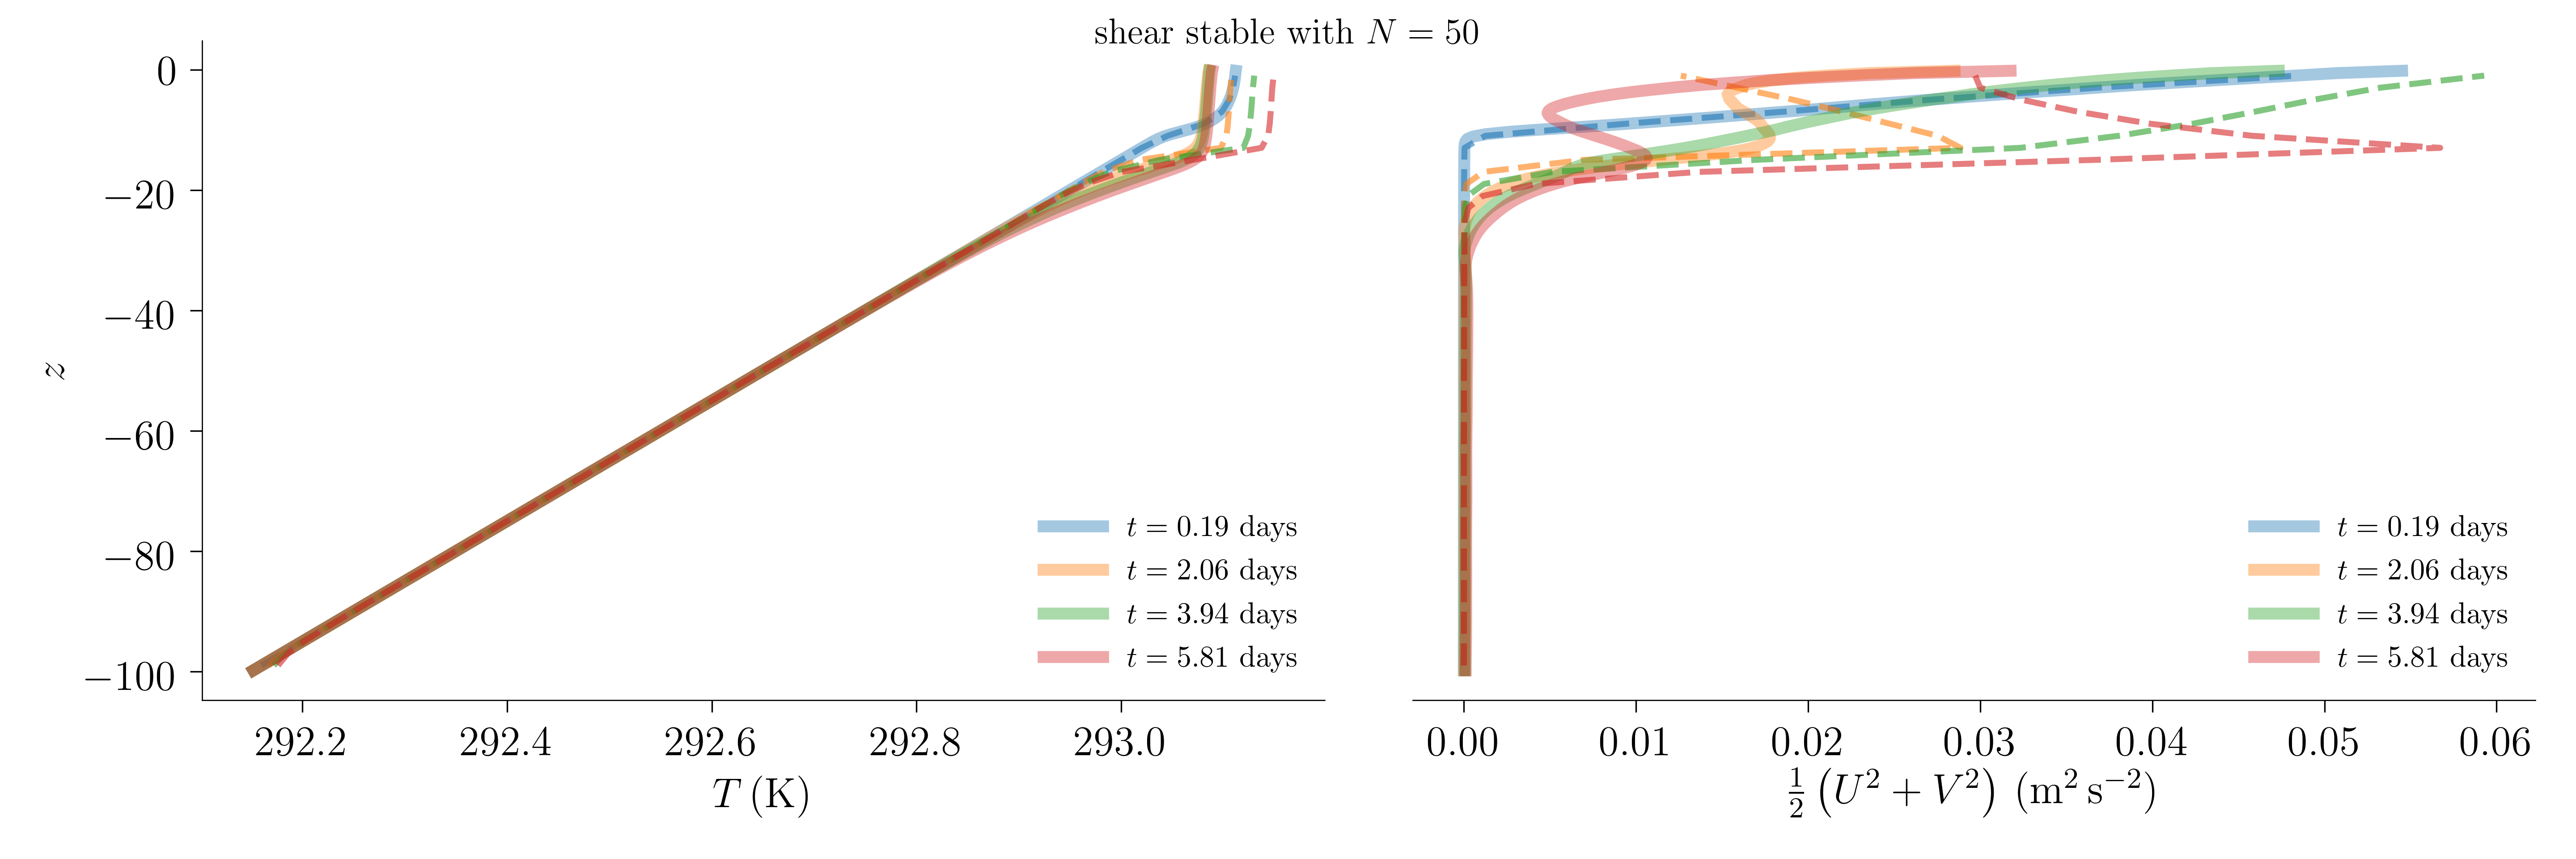 shear stable with N = 50
0
−20
−40
−60
−80
−100
z
292.2 292.4 292.6 292.8 293.0
T (K)
t = 0.19 days
t = 2.06 days
t = 3.94 days
t = 5.81 days
0.00 0.01 0.02 0.03 0.04 0.05 0.06
½ (U² + V²) (m² s⁻²)
t = 0.19 days
t = 2.06 days
t = 3.94 days
t = 5.81 days